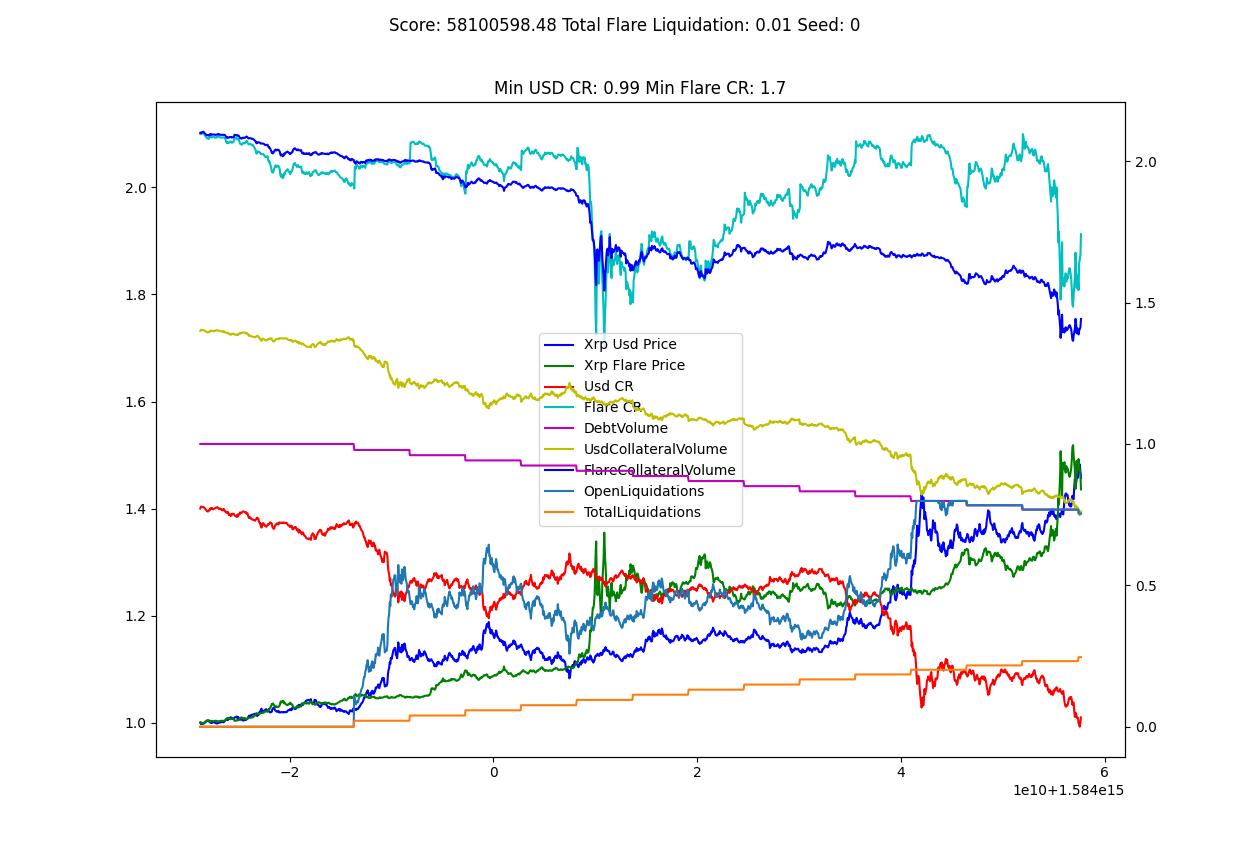 Score: 58100598.48 Total Flare Liquidation: 0.01 Seed: 0
Min USD CR: 0.99 Min Flare CR: 1.7
2.0
1.8
1.6
1.4
1.2
1.0
2.0
1.5
1.0
0.5
0.0
Xrp Usd Price
Xrp Flare Price
Usd CR
Flare CR
DebtVolume
UsdCollateralVolume
FlareCollateralVolume
OpenLiquidations
TotalLiquidations
−2 0 2 4 6
1e10+1.584e15